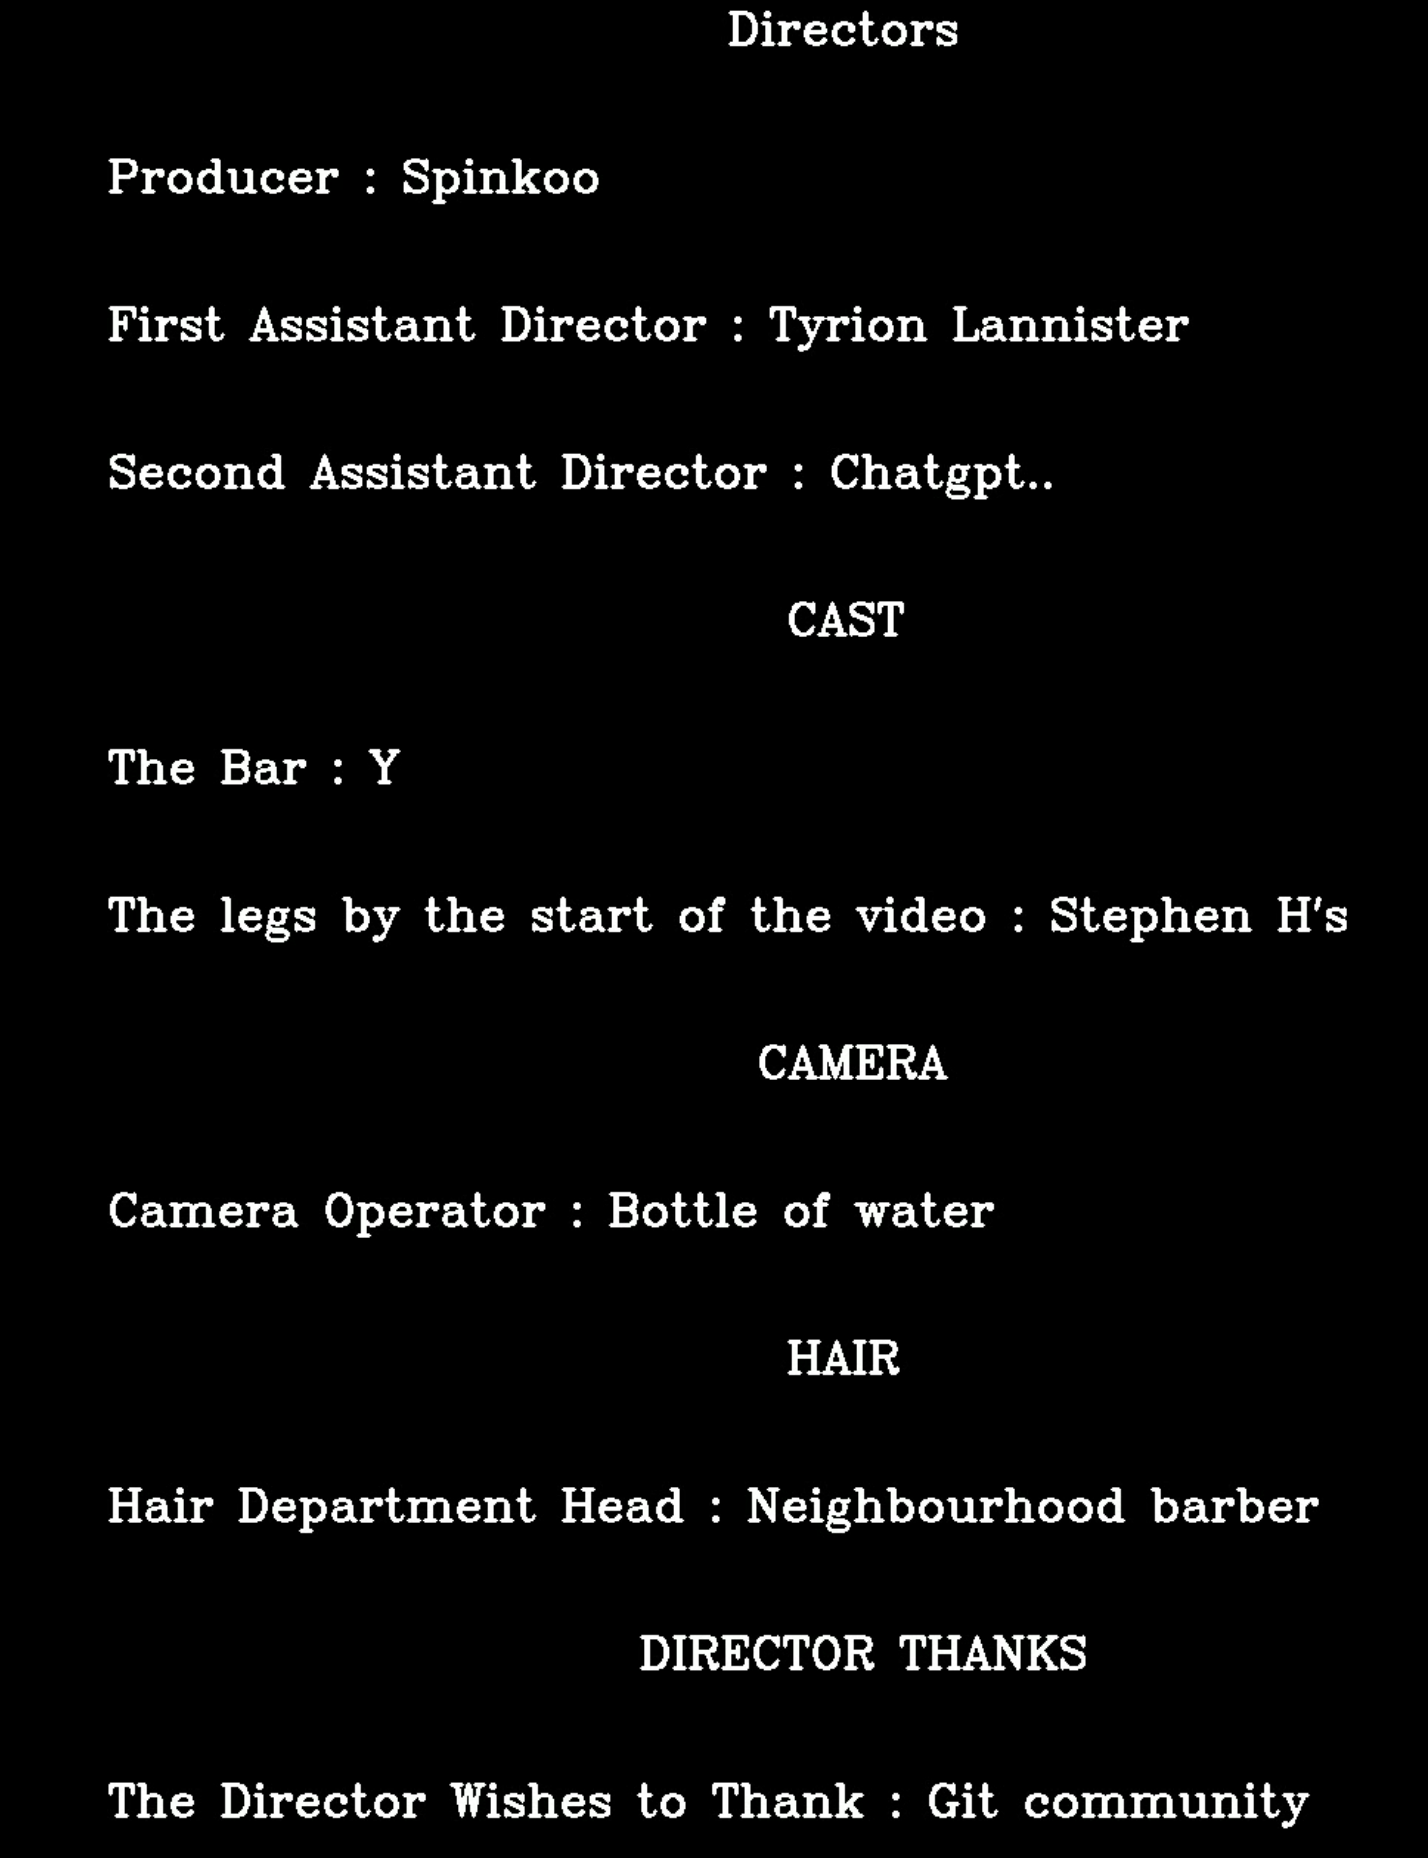 Directors
Producer : Spinkoo
First Assistant Director : Tyrion Lannister
Second Assistant Director : Chatgpt..
CAST
The Bar : Y
The legs by the start of the video : Stephen H's
CAMERA
Camera Operator : Bottle of water
HAIR
Hair Department Head : Neighbourhood barber
DIRECTOR THANKS
The Director Wishes to Thank : Git community